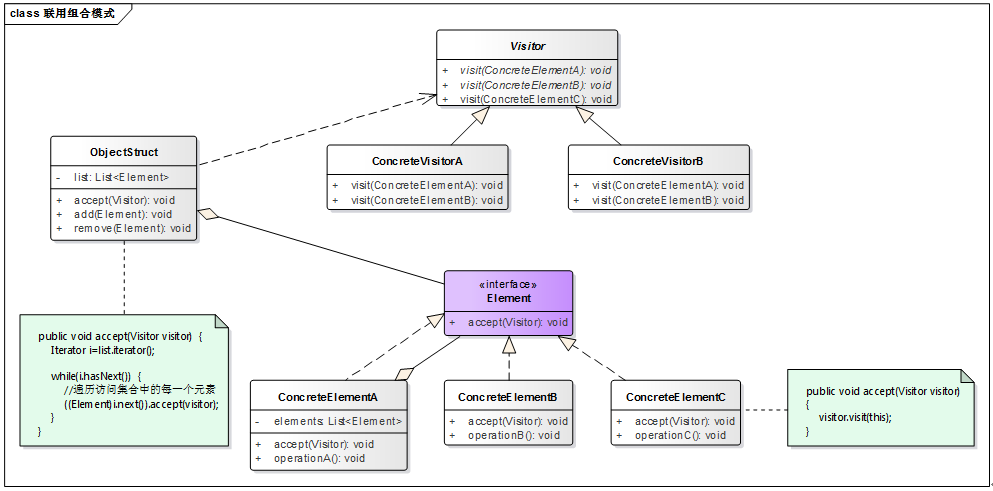 class 联用组合模式
Visitor
+ visit(ConcreteElementA): void
+ visit(ConcreteElementB): void
+ visit(ConcreteElementC): void
ObjectStruct
- list: List<Element>
+ accept(Visitor): void
+ add(Element): void
+ remove(Element): void
ConcreteVisitorA
+ visit(ConcreteElementA): void
+ visit(ConcreteElementB): void
ConcreteVisitorB
+ visit(ConcreteElementA): void
+ visit(ConcreteElementB): void
«interface»
Element
+ accept(Visitor): void
public void accept(Visitor visitor) {
Iterator i=list.iterator();
while(i.hasNext()) {
//遍历访问集合中的每一个元素
((Element)i.next()).accept(visitor);
}
}
ConcreteElementA
- elements: List<Element>
+ accept(Visitor): void
+ operationA(): void
ConcreteElementB
+ accept(Visitor): void
+ operationB(): void
ConcreteElementC
+ accept(Visitor): void
+ operationC(): void
public void accept(Visitor visitor)
{
visitor.visit(this);
}